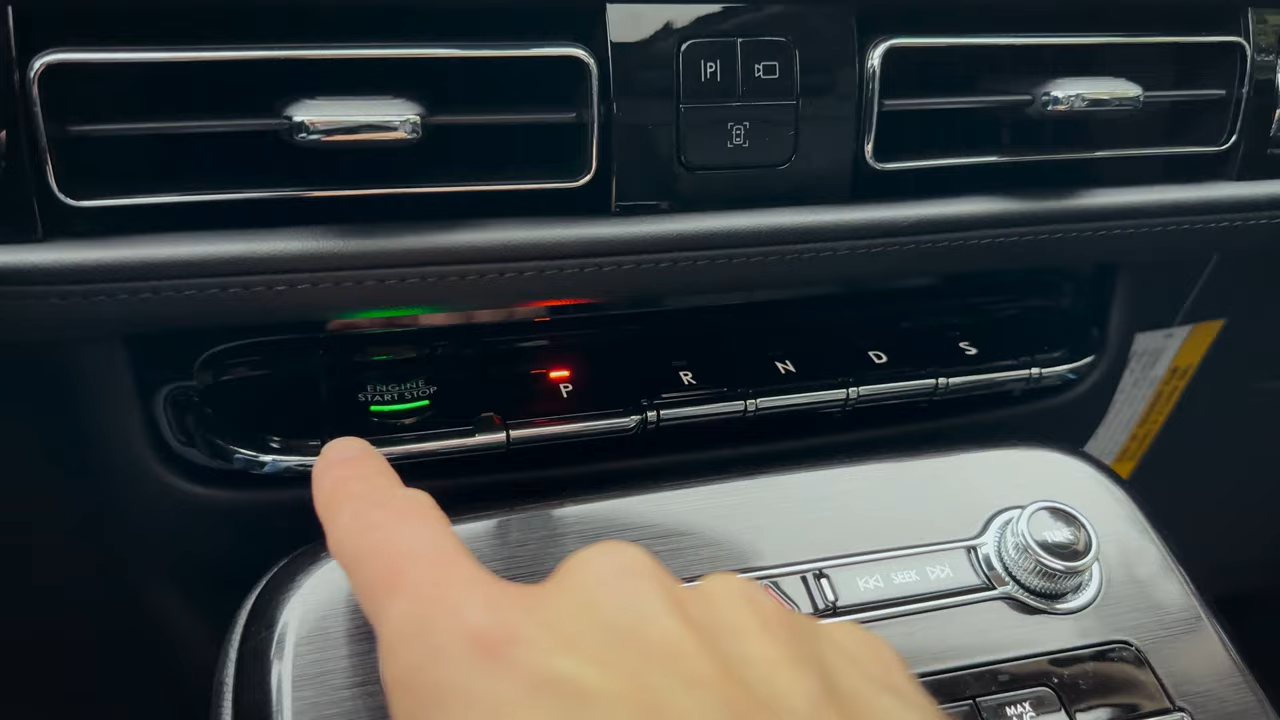 P
ENGINE
START STOP
P
R
N
D
S
TUNE
SEEK
MAX
A/C